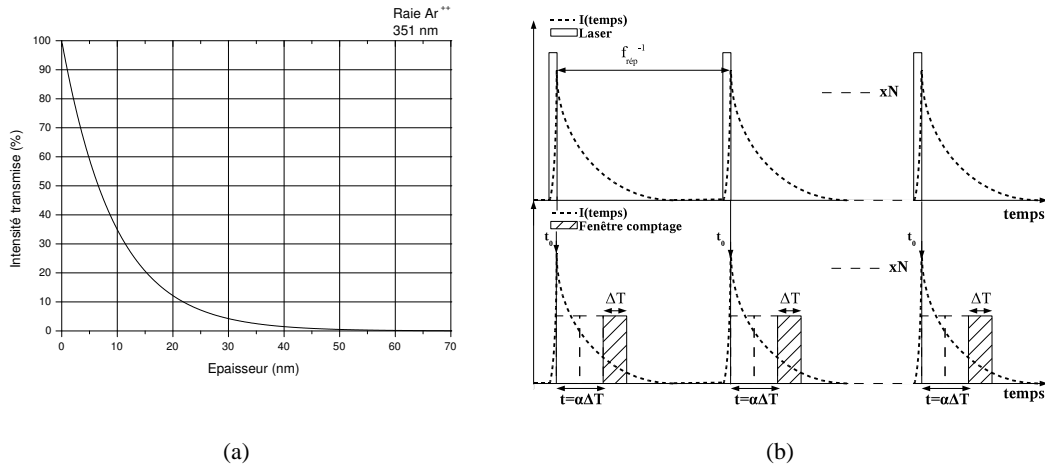 Raie Ar++
351 nm
100
90
80
70
60
50
40
30
20
10
0
Intensité transmise (%)
0 10 20 30 40 50 60 70
Epaisseur (nm)
(a)
I(temps)
Laser
f rép -1
xN
temps
I(temps)
Fenêtre comptage
t0 t0 t0
xN
ΔT ΔT ΔT
t=αΔT t=αΔT t=αΔT
temps
(b)